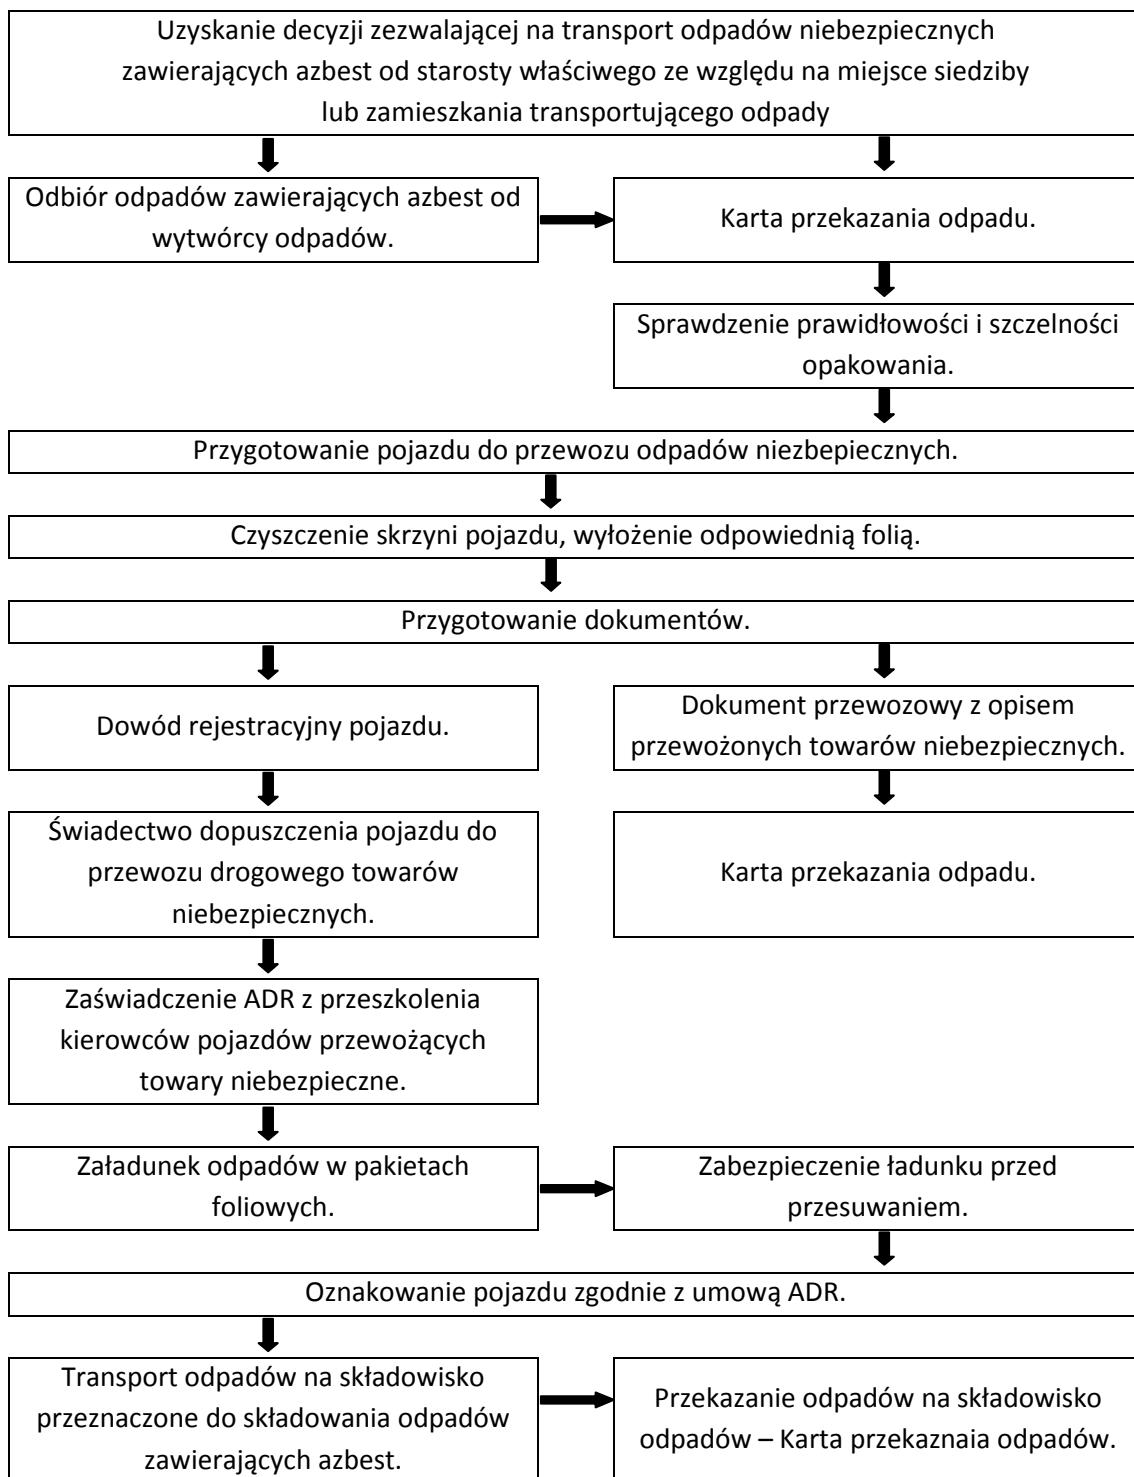 Uzyskanie decyzji zezwalającej na transport odpadów niebezpiecznych
zawierających azbest od starosty właściwego ze względu na miejsce siedziby
lub zamieszkania transportującego odpady
Odbiór odpadów zawierających azbest od
wytwórcy odpadów.
Karta przekazania odpadu.
Sprawdzenie prawidłowości i szczelności
opakowania.
Przygotowanie pojazdu do przewozu odpadów niezbepiecznych.
Czyszczenie skrzyni pojazdu, wyłożenie odpowiednią folią.
Przygotowanie dokumentów.
Dowód rejestracyjny pojazdu.
Dokument przewozowy z opisem
przewożonych towarów niebezpiecznych.
Świadectwo dopuszczenia pojazdu do
przewozu drogowego towarów
niebezpiecznych.
Karta przekazania odpadu.
Zaświadczenie ADR z przeszkolenia
kierowców pojazdów przewożących
towary niebezpieczne.
Załadunek odpadów w pakietach
foliowych.
Zabezpieczenie ładunku przed
przesuwaniem.
Oznakowanie pojazdu zgodnie z umową ADR.
Transport odpadów na składowisko
przeznaczone do składowania odpadów
zawierających azbest.
Przekazanie odpadów na składowisko
odpadów – Karta przekaznaia odpadów.